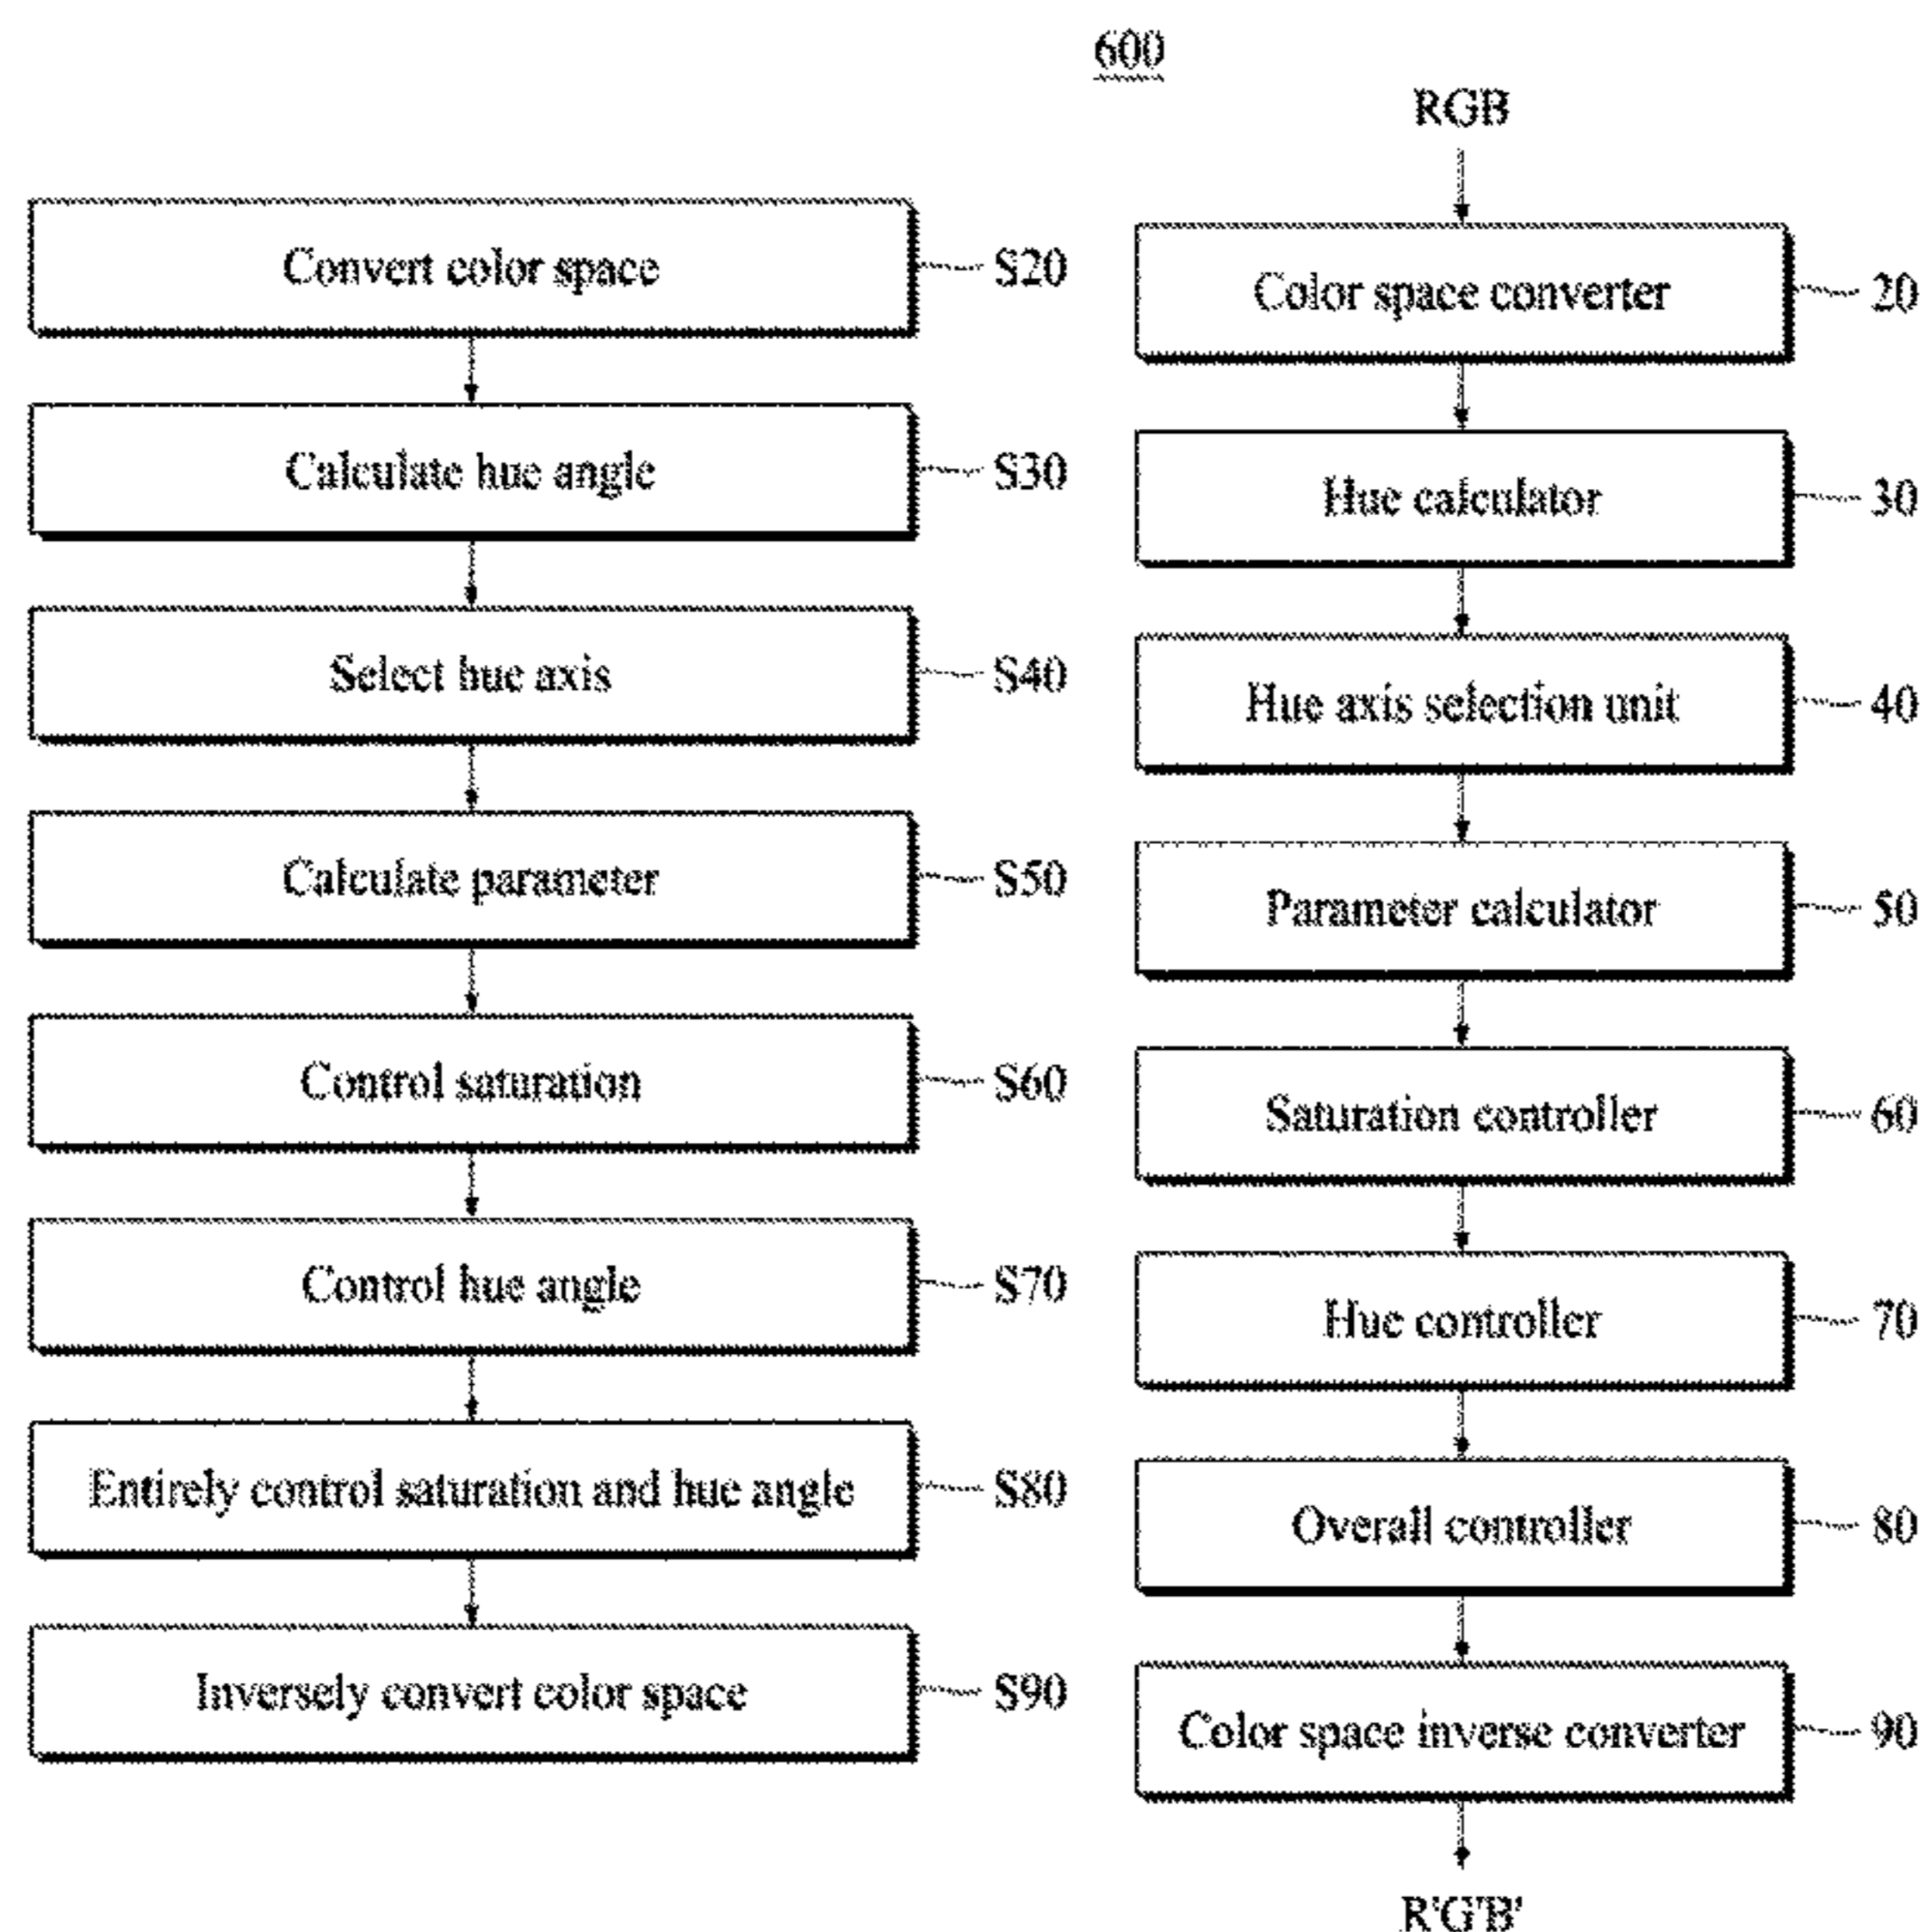 Convert color space
S20
Calculate hue angle
S30
Select hue axis
S40
Calculate parameter
S50
Control saturation
S60
Control hue angle
S70
Entirely control saturation and hue angle
S80
Inversely convert color space
S90
600
RGB
Color space converter
20
Hue calculator
30
Hue axis selection unit
40
Parameter calculator
50
Saturation controller
60
Hue controller
70
Overall controller
80
Color space inverse converter
90
R'G'B'